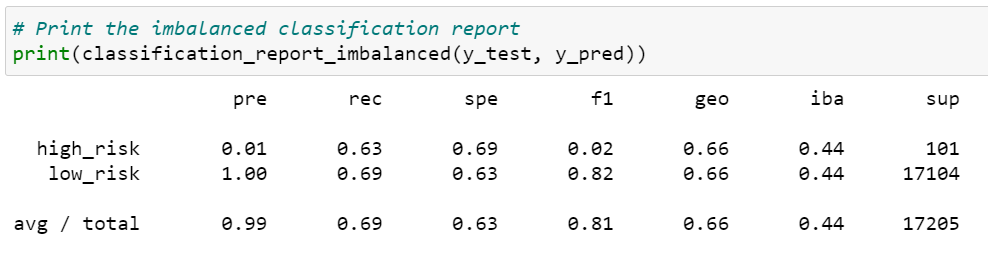 # Print the imbalanced classification report
print(classification_report_imbalanced(y_test, y_pred))
pre rec spe f1 geo iba sup
high_risk 0.01 0.63 0.69 0.02 0.66 0.44 101
low_risk 1.00 0.69 0.63 0.82 0.66 0.44 17104
avg / total 0.99 0.69 0.63 0.81 0.66 0.44 17205